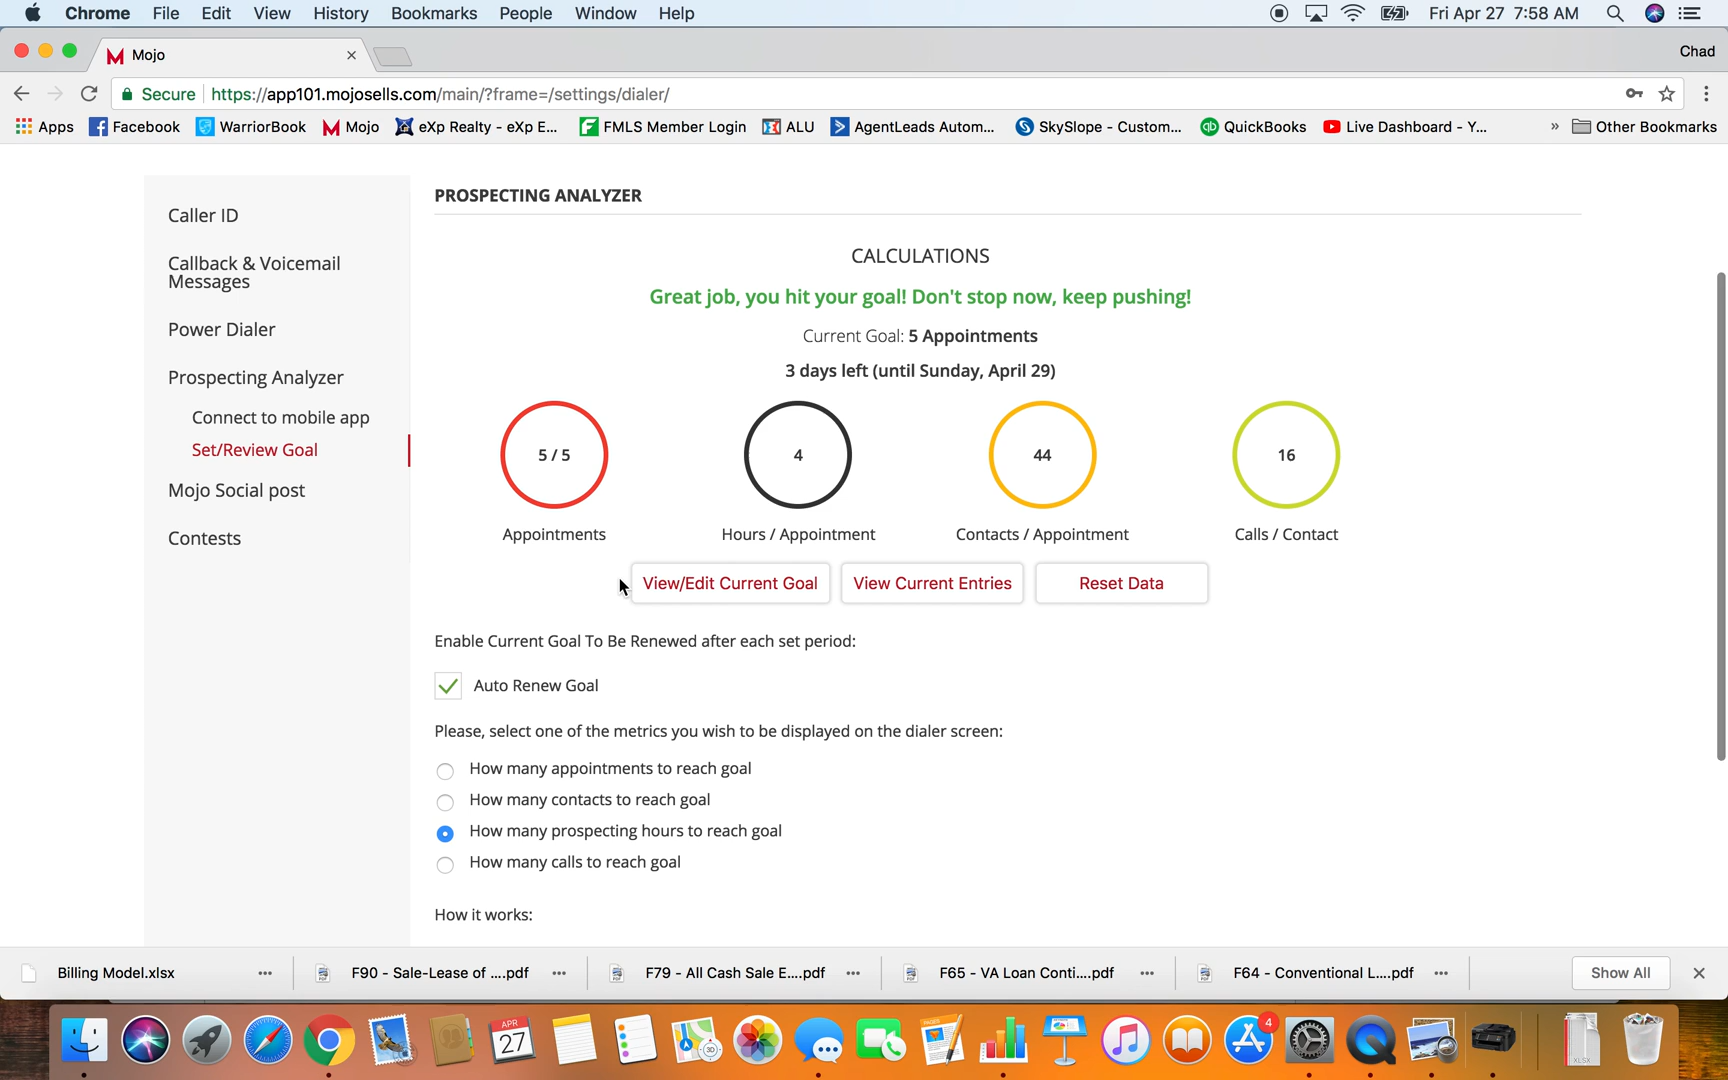 Chrome File Edit View History Bookmarks People Window Help Fri Apr 27 7:58 AM
Mojo Chad
Secure https://app101.mojosells.com/main/?frame=/settings/dialer/
Apps Facebook WarriorBook Mojo eXp Realty - eXp E... FMLS Member Login ALU AgentLeads Autom... SkySlope - Custom... QuickBooks Live Dashboard - Y... » Other Bookmarks
Caller ID
Callback & Voicemail
Messages
Power Dialer
Prospecting Analyzer
Connect to mobile app
Set/Review Goal
Mojo Social post
Contests
PROSPECTING ANALYZER
CALCULATIONS
Great job, you hit your goal! Don't stop now, keep pushing!
Current Goal: 5 Appointments
3 days left (until Sunday, April 29)
5 / 5 4 44 16
Appointments Hours / Appointment Contacts / Appointment Calls / Contact
View/Edit Current Goal View Current Entries Reset Data
Enable Current Goal To Be Renewed after each set period:
Auto Renew Goal
Please, select one of the metrics you wish to be displayed on the dialer screen:
How many appointments to reach goal
How many contacts to reach goal
How many prospecting hours to reach goal
How many calls to reach goal
How it works:
Billing Model.xlsx F90 - Sale-Lease of ....pdf F79 - All Cash Sale E....pdf F65 - VA Loan Conti....pdf F64 - Conventional L....pdf Show All
APR
27
3D
PAGES
4
XLSX